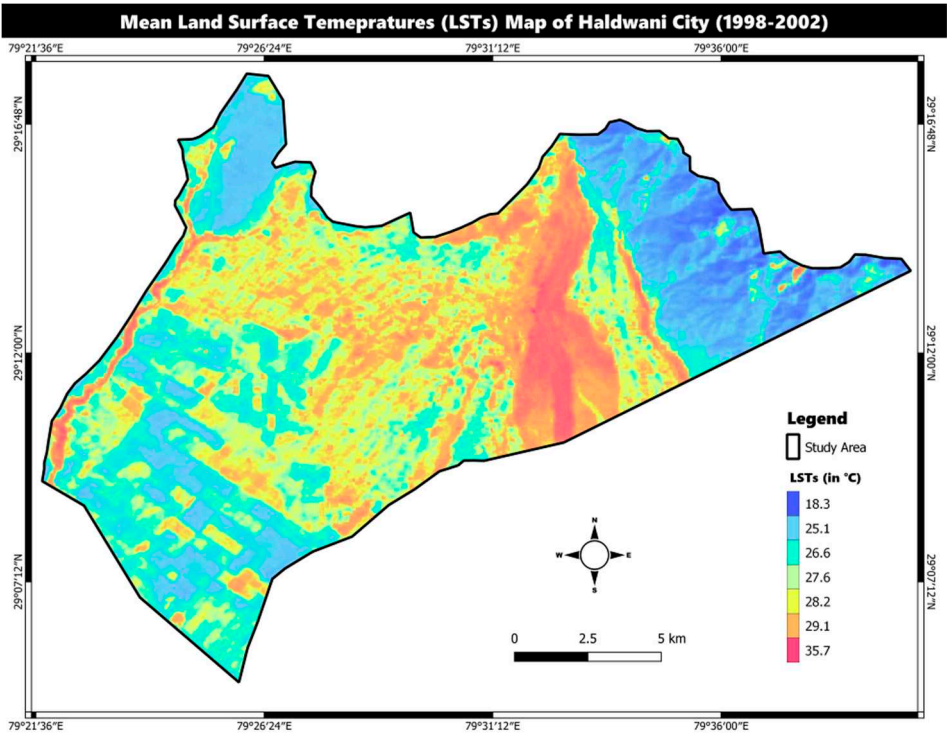 Mean Land Surface Temepratures (LSTs) Map of Haldwani City (1998-2002)
79°21'36"E 79°26'24"E 79°31'12"E 79°36'00"E
29°16'48"N 29°16'48"N
29°12'00"N 29°12'00"N
Legend
Study Area
LSTs (in °C)
18.3
25.1
26.6
27.6
28.2
29.1
35.7
N
W E
S
29°07'12"N 29°07'12"N
0 2.5 5 km
79°21'36"E 79°26'24"E 79°31'12"E 79°36'00"E